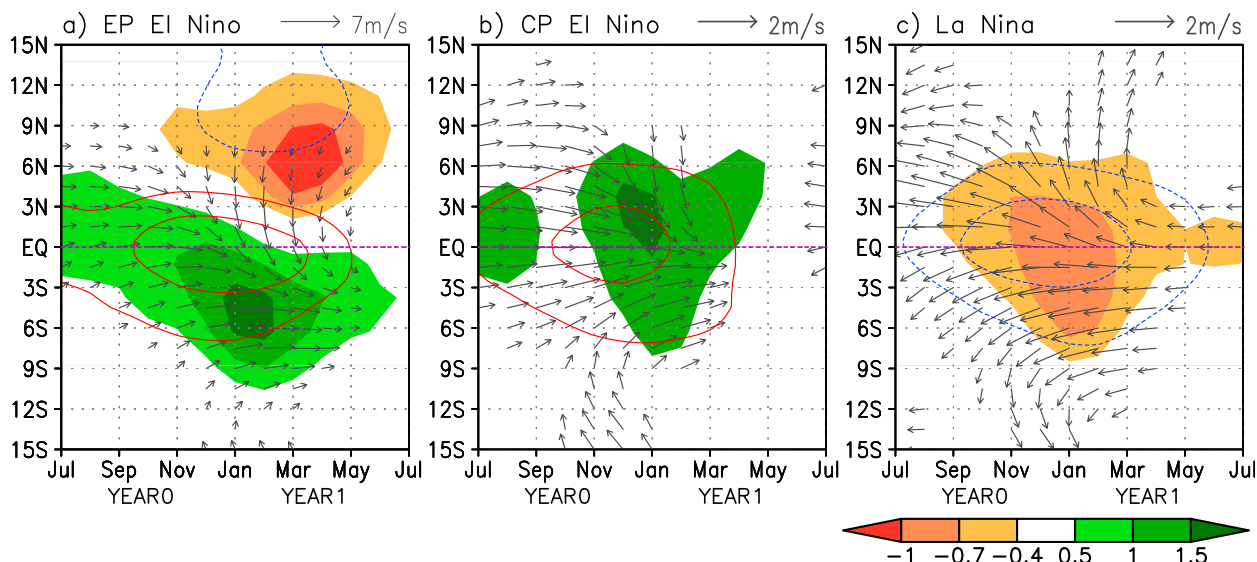 a) EP El Nino 7m/s
b) CP El Nino 2m/s
c) La Nina 2m/s
15N
12N
9N
6N
3N
EQ
3S
6S
9S
12S
15S
Jul Sep Nov Jan Mar May Jul
YEAR0 YEAR1
15N
12N
9N
6N
3N
EQ
3S
6S
9S
12S
15S
Jul Sep Nov Jan Mar May Jul
YEAR0 YEAR1
15N
12N
9N
6N
3N
EQ
3S
6S
9S
12S
15S
Jul Sep Nov Jan Mar May Jul
YEAR0 YEAR1
-1 -0.7 -0.4 0.5 1 1.5